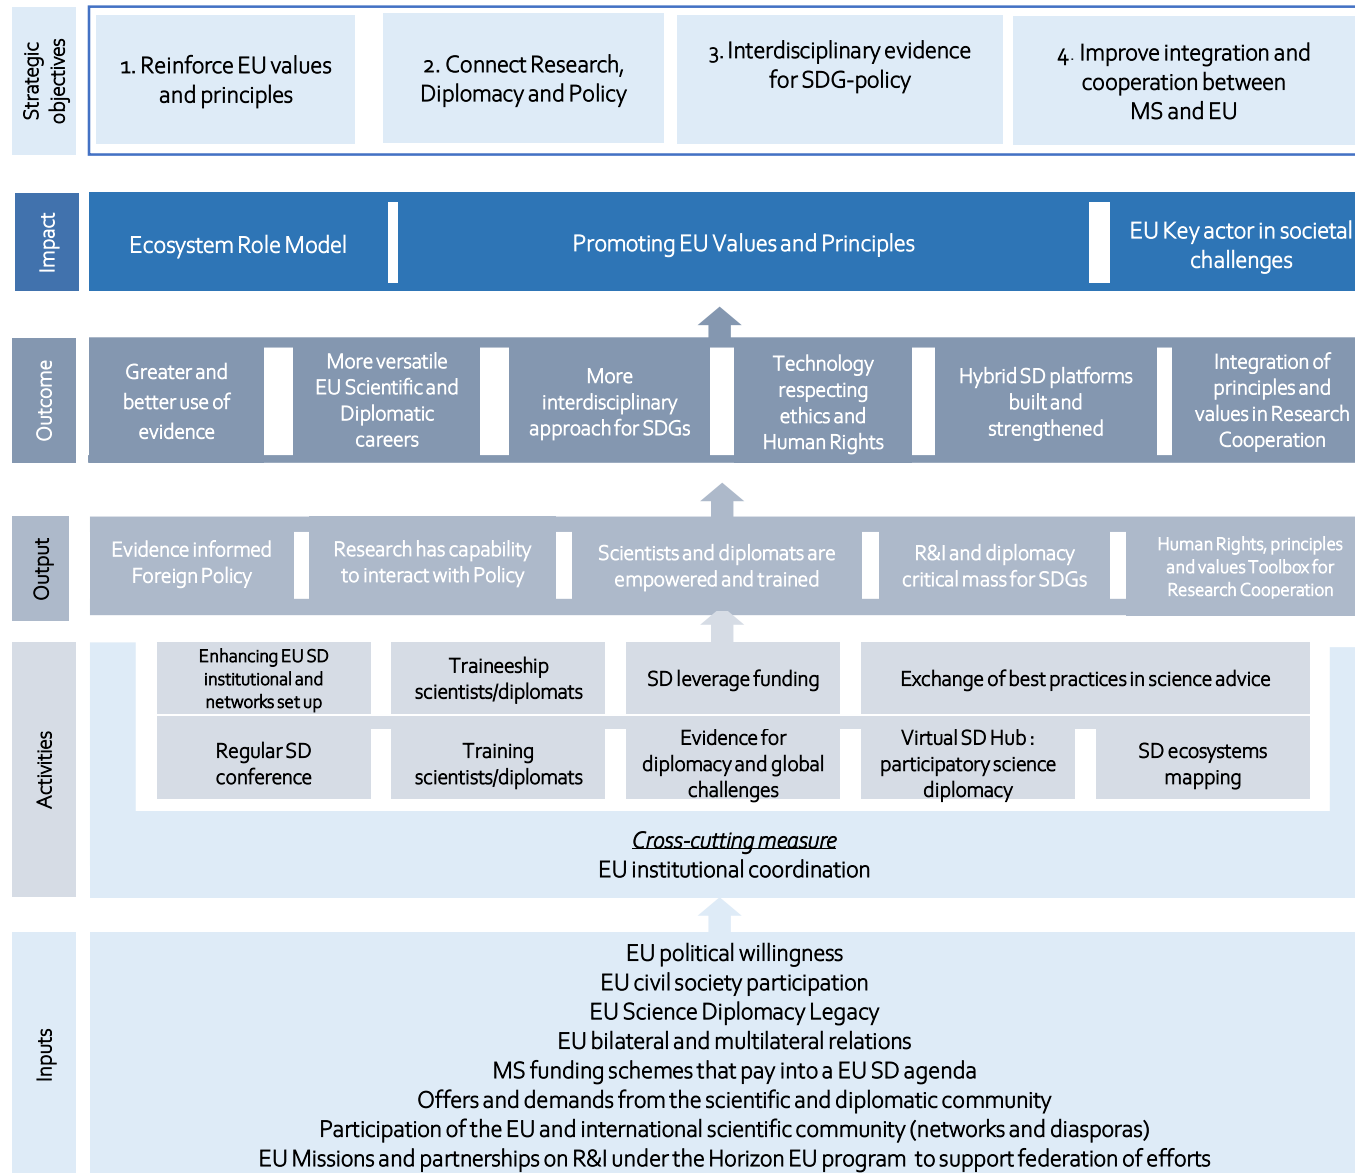 Strategic
objectives
1. Reinforce EU values
and principles
2. Connect Research,
Diplomacy and Policy
3. Interdisciplinary evidence
for SDG-policy
4. Improve integration and
cooperation between
MS and EU
Impact
Ecosystem Role Model
Promoting EU Values and Principles
EU Key actor in societal
challenges
Outcome
Greater and
better use of
evidence
More versatile
EU Scientific and
Diplomatic
careers
More
interdisciplinary
approach for SDGs
Technology
respecting
ethics and
Human Rights
Hybrid SD platforms
built and
strengthened
Integration of
principles and
values in Research
Cooperation
Output
Evidence informed
Foreign Policy
Research has capability
to interact with Policy
Scientists and diplomats are
empowered and trained
R&I and diplomacy
critical mass for SDGs
Human Rights, principles
and values Toolbox for
Research Cooperation
Activities
Enhancing EU SD
institutional and
networks set up
Traineeship
scientists/diplomats
SD leverage funding
Exchange of best practices in science advice
Regular SD
conference
Training
scientists/diplomats
Evidence for
diplomacy and global
challenges
Virtual SD Hub :
participatory science
diplomacy
SD ecosystems
mapping
Cross-cutting measure
EU institutional coordination
Inputs
EU political willingness
EU civil society participation
EU Science Diplomacy Legacy
EU bilateral and multilateral relations
MS funding schemes that pay into a EU SD agenda
Offers and demands from the scientific and diplomatic community
Participation of the EU and international scientific community (networks and diasporas)
EU Missions and partnerships on R&I under the Horizon EU program to support federation of efforts